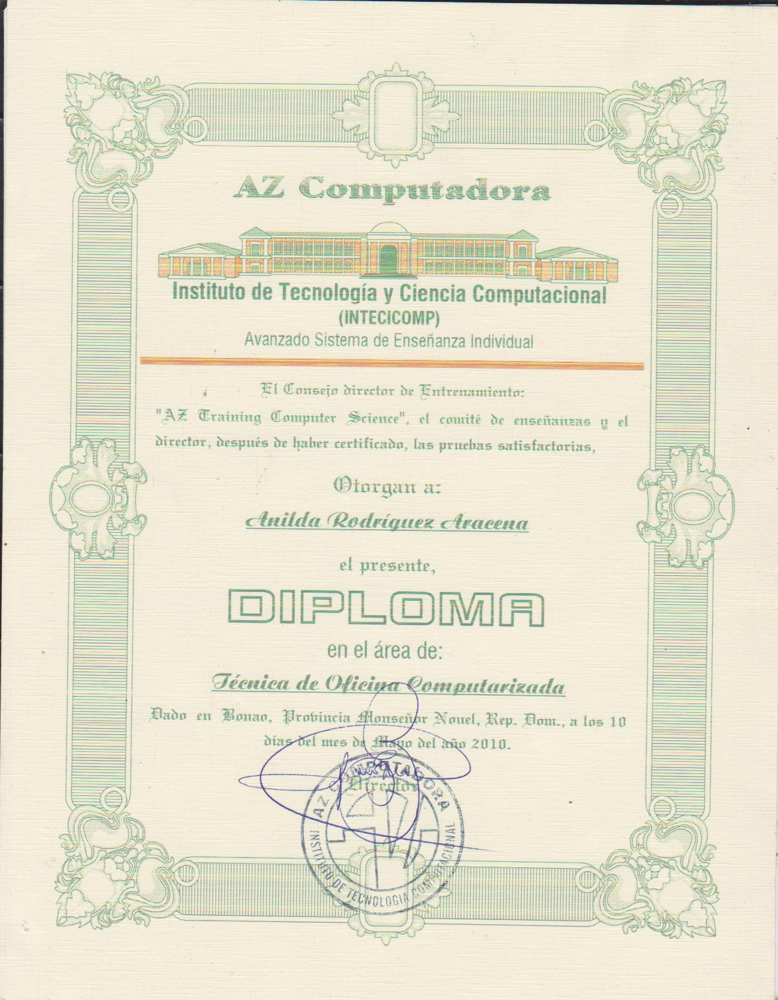 AZ Computadora
Instituto de Tecnología y Ciencia Computacional
(INTECICOMP)
Avanzado Sistema de Enseñanza Individual
El Consejo director de Entrenamiento:
"AZ Training Computer Science", el comité de enseñanzas y el
director, después de haber certificado, las pruebas satisfactorias,
Otorgan a:
Anilda Rodríguez Aracena
el presente,
DIPLOMA
en el área de:
Técnica de Oficina Computarizada
Dado en Bonao, Provincia Monseñor Nouel, Rep. Dom., a los 10
días del mes de Mayo del año 2010.
Director
AZ COMPUTADORA
INSTITUTO DE TECNOLOGIA COMPUTACIONAL